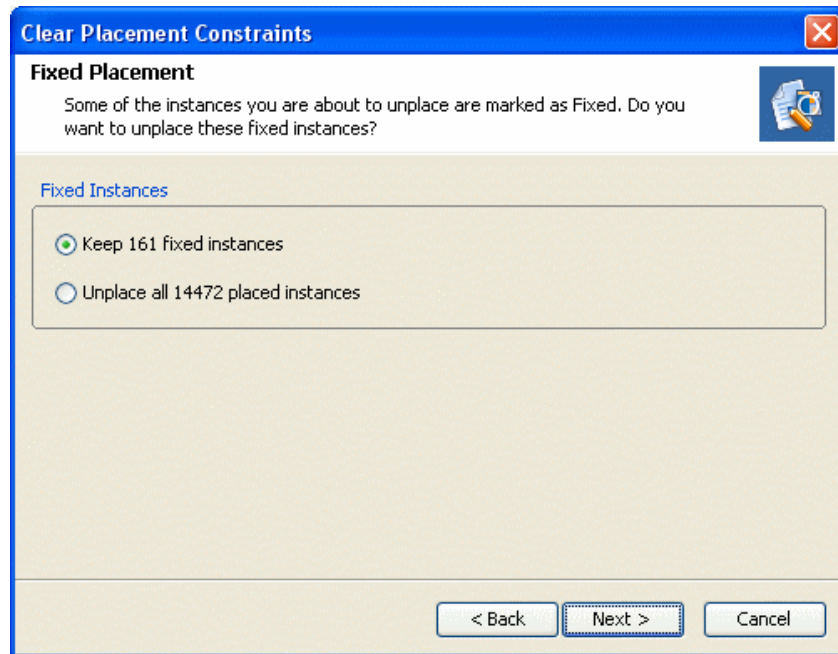 Clear Placement Constraints
Fixed Placement
Some of the instances you are about to unplace are marked as Fixed. Do you
want to unplace these fixed instances?
Fixed Instances
Keep 161 fixed instances
Unplace all 14472 placed instances
< Back
Next >
Cancel